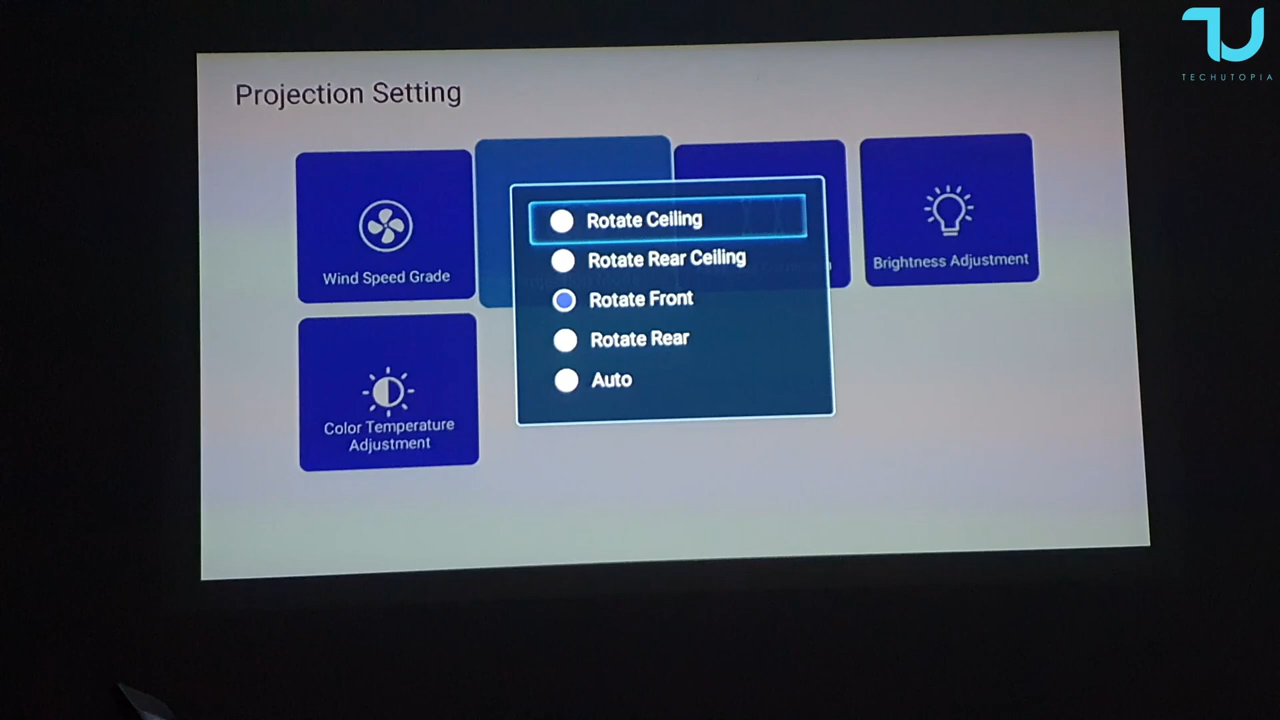 TECHUTOPIA
Projection Setting
Wind Speed Grade
Brightness Adjustment
Color Temperature
Adjustment
Rotate Ceiling
Rotate Rear Ceiling
Rotate Front
Rotate Rear
Auto